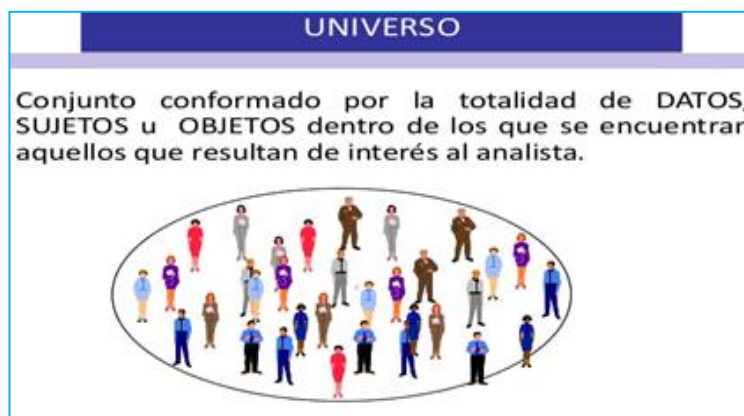 UNIVERSO
Conjunto conformado por la totalidad de DATOS,
SUJETOS u OBJETOS dentro de los que se encuentran
aquellos que resultan de interés al analista.